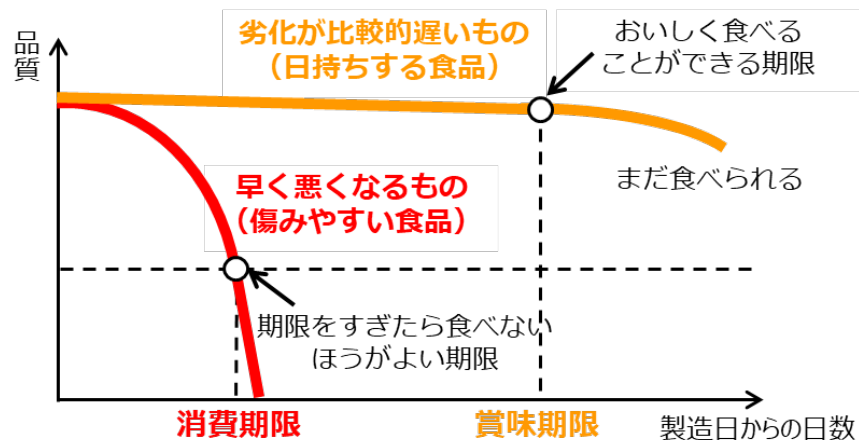 品質
劣化が比較的遅いもの
（日持ちする食品）
おいしく食べる
ことができる期限
まだ食べられる
早く悪くなるもの
（傷みやすい食品）
期限をすぎたら食べない
ほうがよい期限
消費期限
賞味期限
製造日からの日数